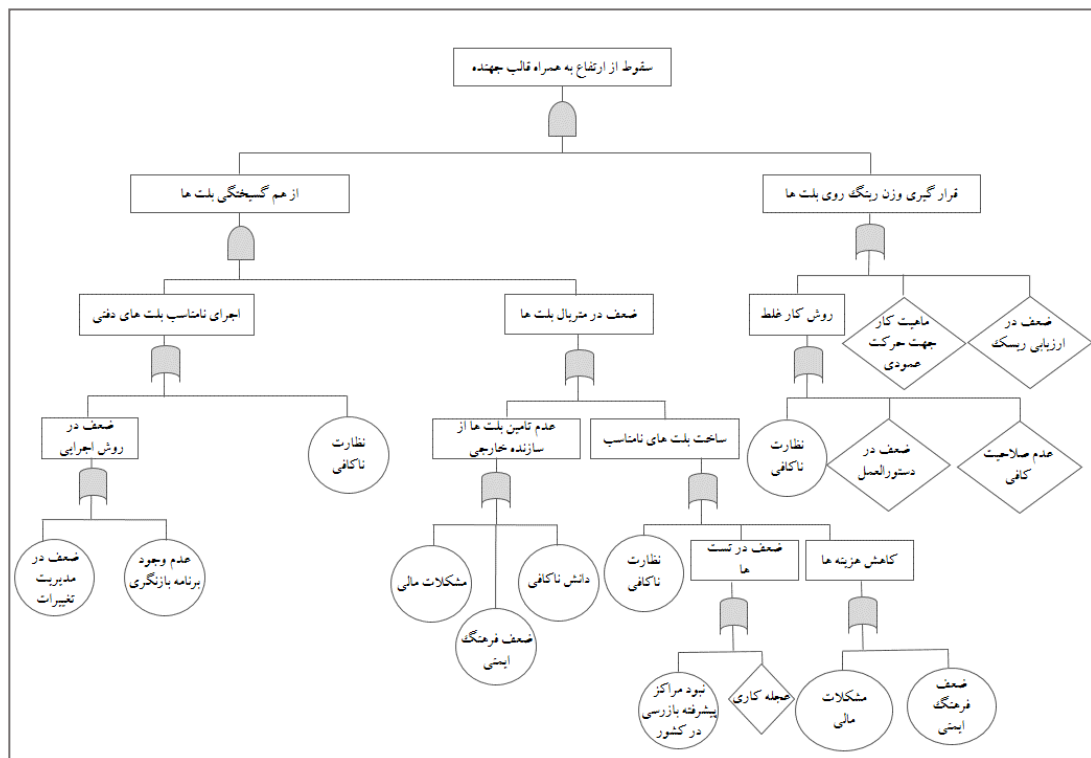 سقوط از ارتفاع به همراه قالب جهنده
قرار گیری وزن رینگ روی بلت ها
از هم گسیختگی بلت ها
روش کار غلط
ماهیت کار
جهت حرکت
عمودی
ضعف در
ارزیابی ریسک
ضعف در متریال بلت ها
اجرای نامناسب بلت های دفنی
نظارت
ناکافی
ضعف در
دستورالعمل
عدم صلاحیت
کافی
ساخت بلت های نامناسب
عدم تامین بلت ها از
سازنده خارجی
نظارت
ناکافی
ضعف در
روش اجرایی
کاهش هزینه ها
ضعف در تست
ها
نظارت
ناکافی
دانش ناکافی
ضعف فرهنگ
ایمنی
مشکلات مالی
عدم وجود
برنامه بازنگری
ضعف در
مدیریت
تغییرات
ضعف
فرهنگ
ایمنی
مشکلات
مالی
عجله کاری
نبود مراکز
پیشرفته بازرسی
در کشور